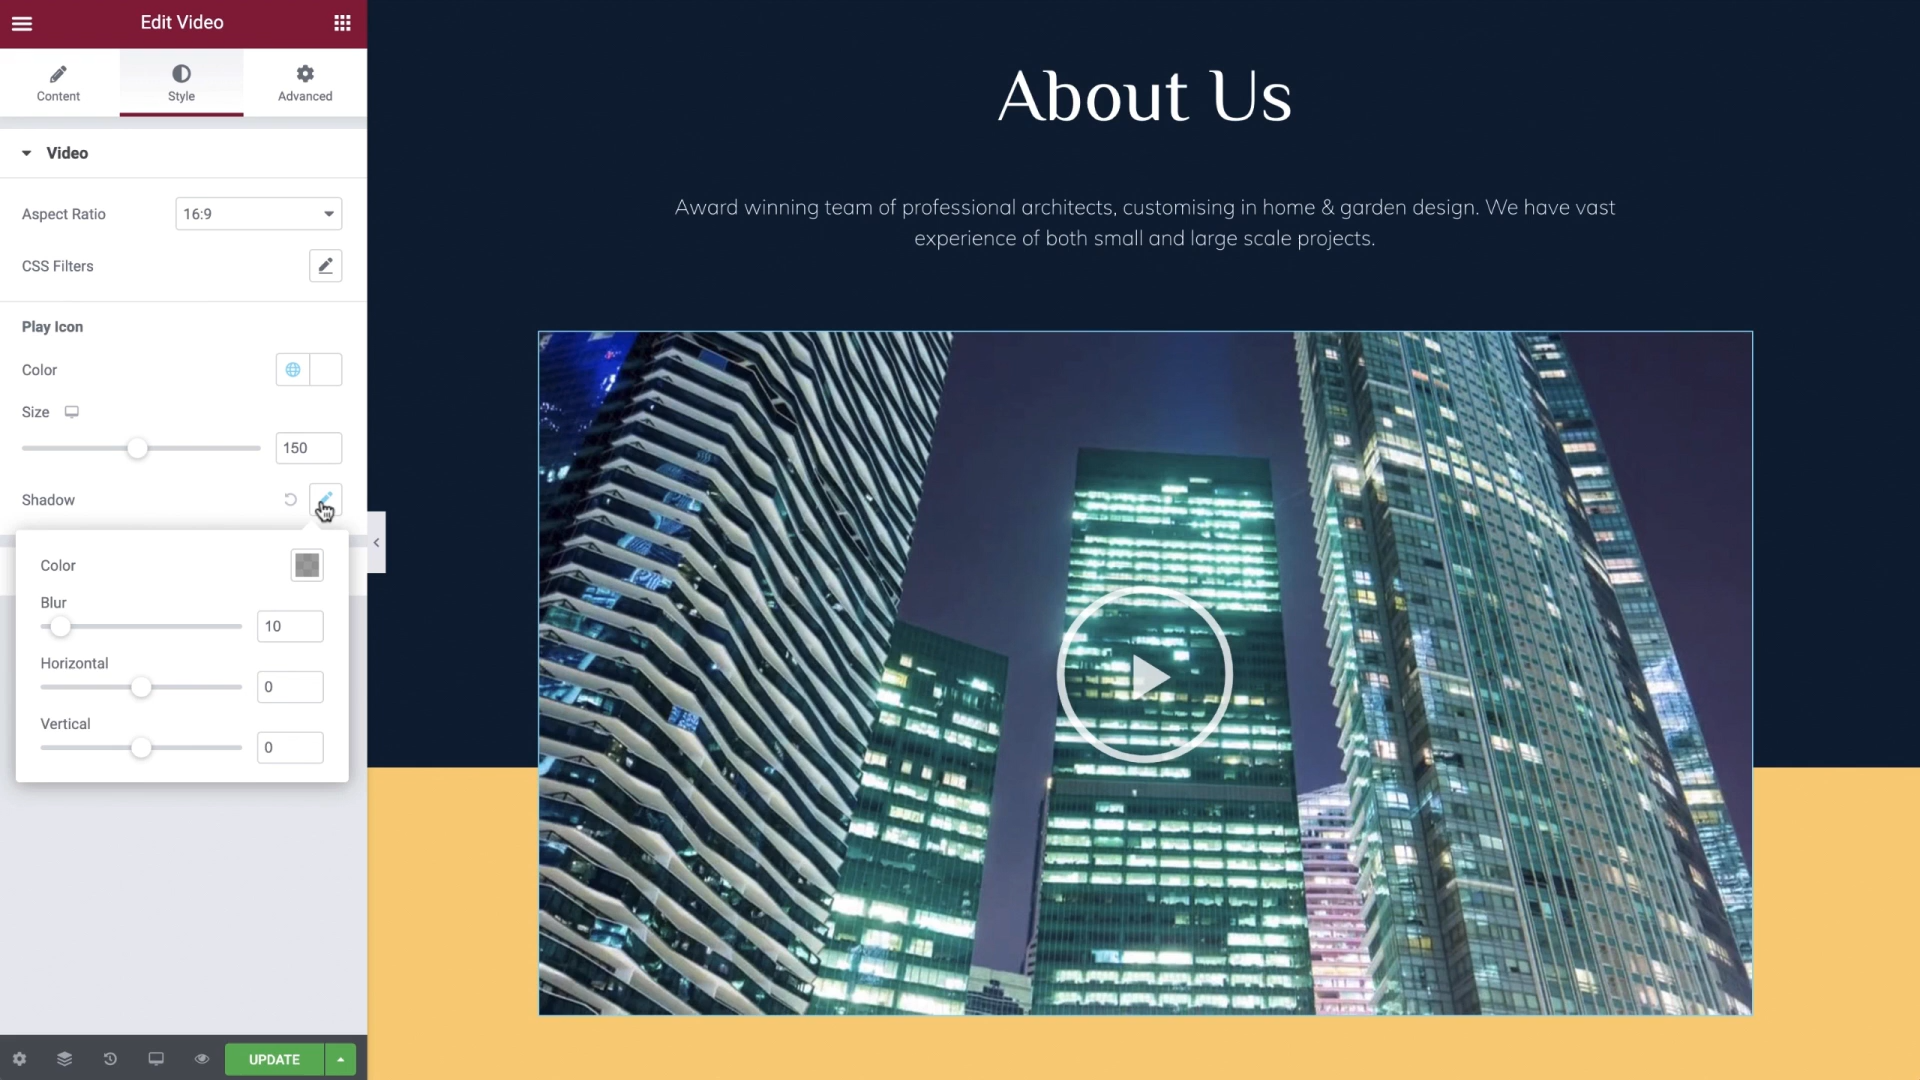 Edit Video
Content
Style
Advanced
Video
Aspect Ratio
16:9
CSS Filters
Play Icon
Color
Size
150
Shadow
Color
Blur
10
Horizontal
0
Vertical
0
UPDATE
About Us
Award winning team of professional architects, customising in home & garden design. We have vast
experience of both small and large scale projects.